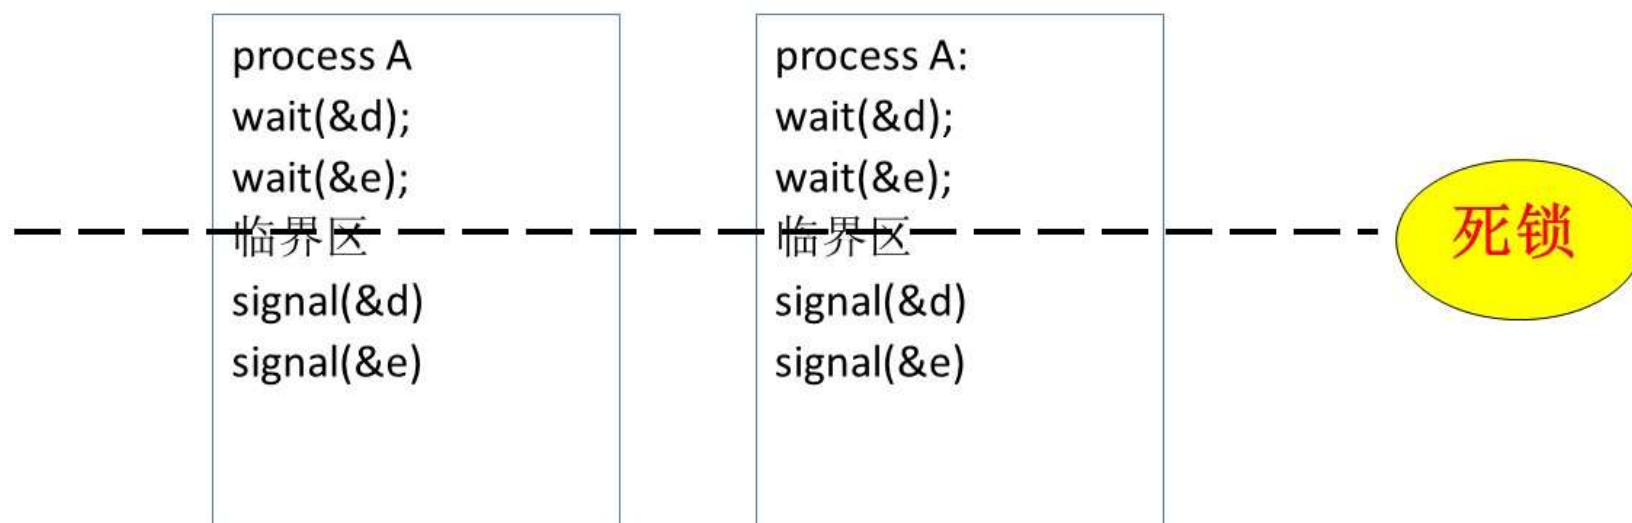 process A
wait(&d);
wait(&e);
临界区
signal(&d)
signal(&e)
process A:
wait(&d);
wait(&e);
临界区
signal(&d)
signal(&e)
死锁